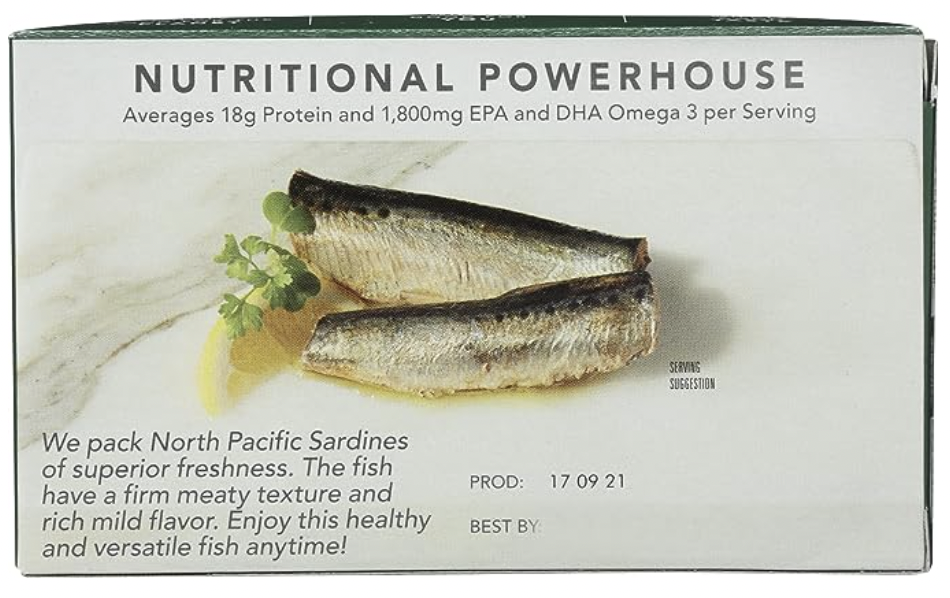 NUTRITIONAL POWERHOUSE
Averages 18g Protein and 1,800mg EPA and DHA Omega 3 per Serving
SERVING
SUGGESTION
We pack North Pacific Sardines
of superior freshness. The fish
have a firm meaty texture and
rich mild flavor. Enjoy this healthy
and versatile fish anytime!
PROD: 17 09 21
BEST BY: